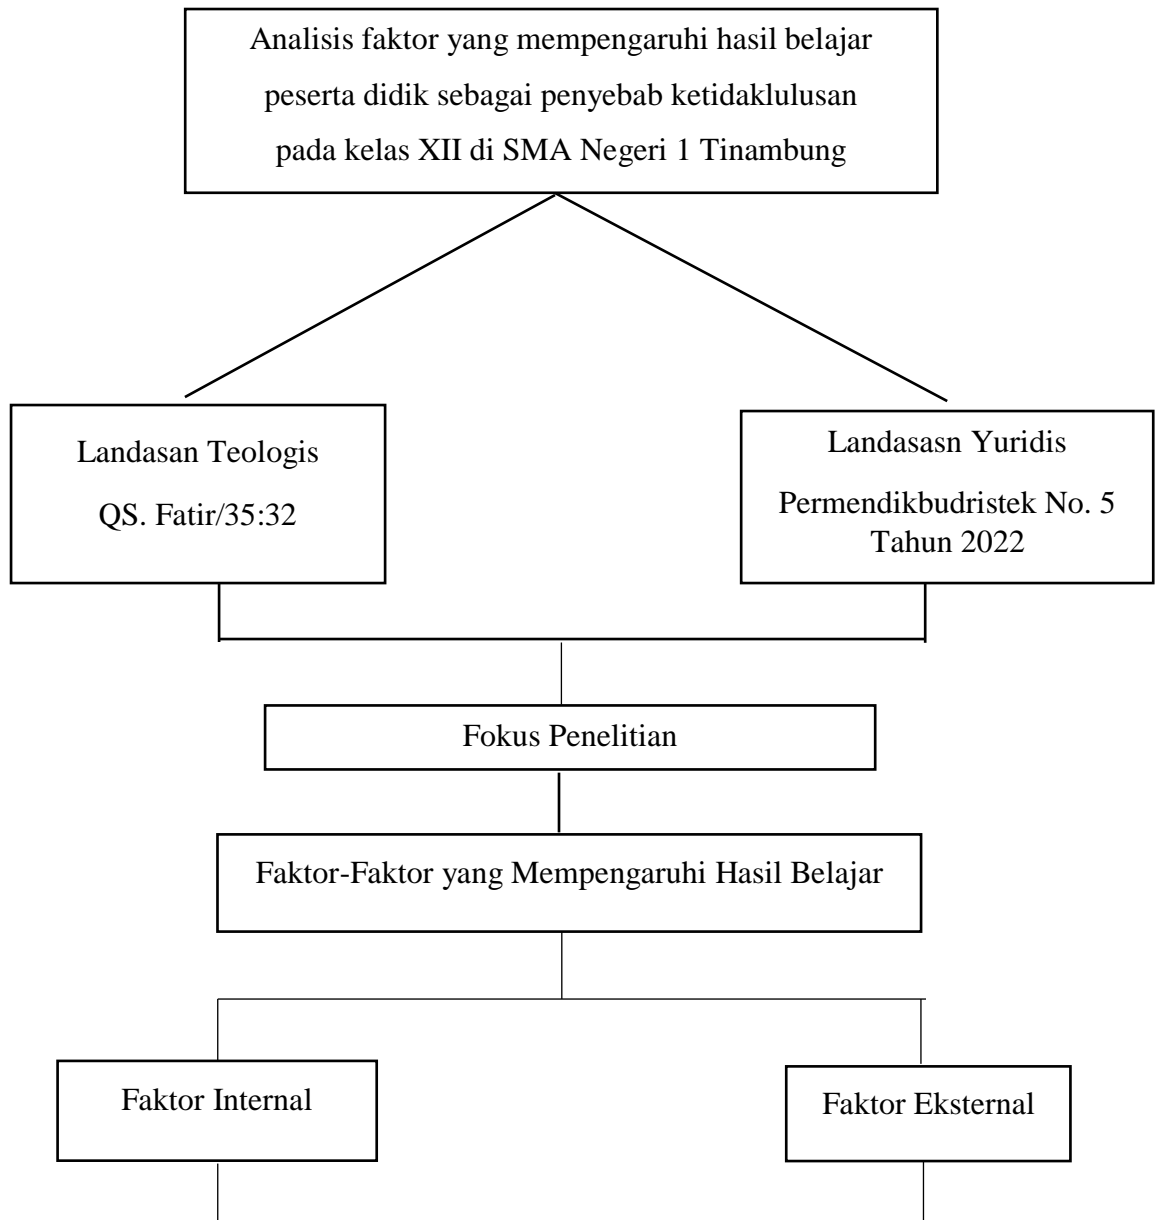 Analisis faktor yang mempengaruhi hasil belajar
peserta didik sebagai penyebab ketidaklulusan
pada kelas XII di SMA Negeri 1 Tinambung
Landasan Teologis
QS. Fatir/35:32
Landasasn Yuridis
Permendikbudristek No. 5
Tahun 2022
Fokus Penelitian
Faktor-Faktor yang Mempengaruhi Hasil Belajar
Faktor Internal
Faktor Eksternal